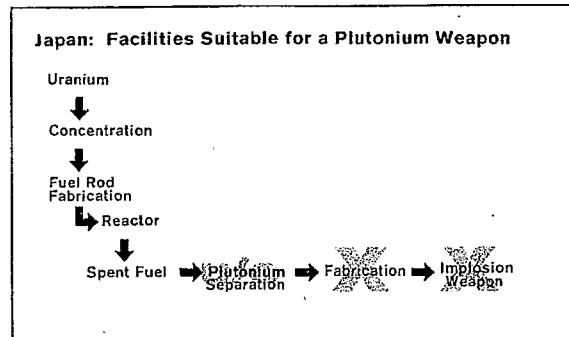 Japan: Facilities Suitable for a Plutonium Weapon
Uranium
Concentration
Fuel Rod
Fabrication
Reactor
Spent Fuel
Plutonium
Separation
Fabrication
Implosion
Weapon